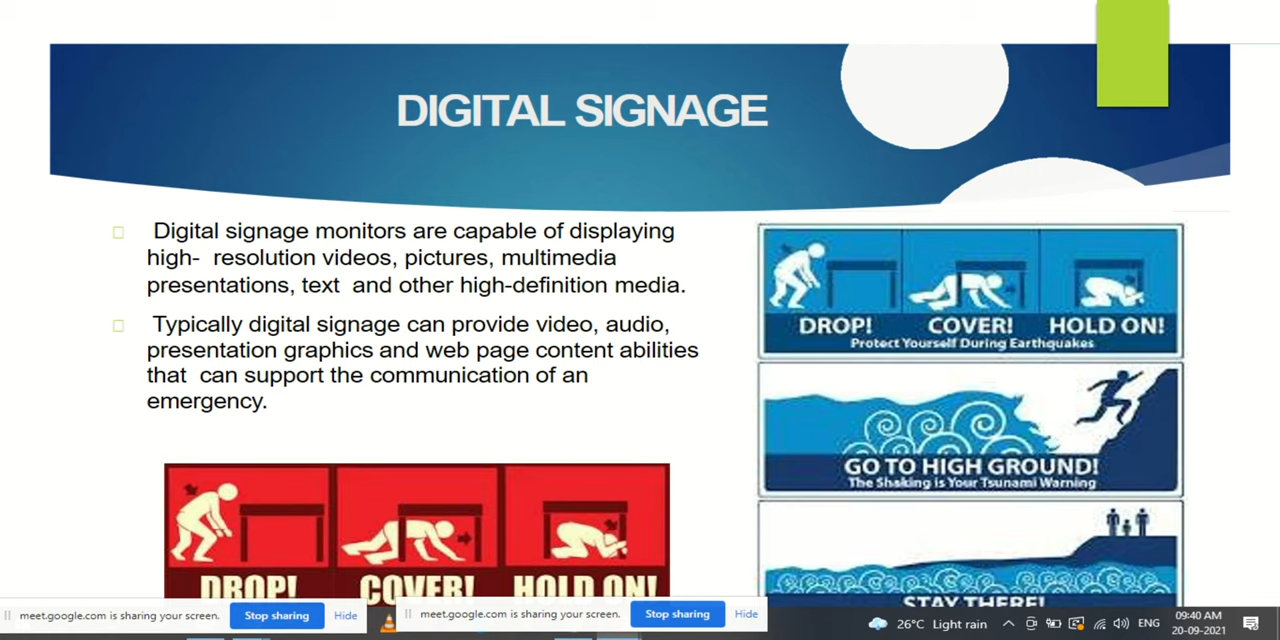 DIGITAL SIGNAGE
Digital signage monitors are capable of displaying
high- resolution videos, pictures, multimedia
presentations, text and other high-definition media.
Typically digital signage can provide video, audio,
presentation graphics and web page content abilities
that can support the communication of an
emergency.
DROP! COVER! HOLD ON!
Protect Yourself During Earthquakes
GO TO HIGH GROUND!
The Shaking is Your Tsunami Warning
STAY THERE!
DROP! COVER! HOLD ON!
meet.google.com is sharing your screen. Stop sharing Hide
meet.google.com is sharing your screen. Stop sharing Hide
26°C Light rain ENG 09:40 AM
20-09-2021